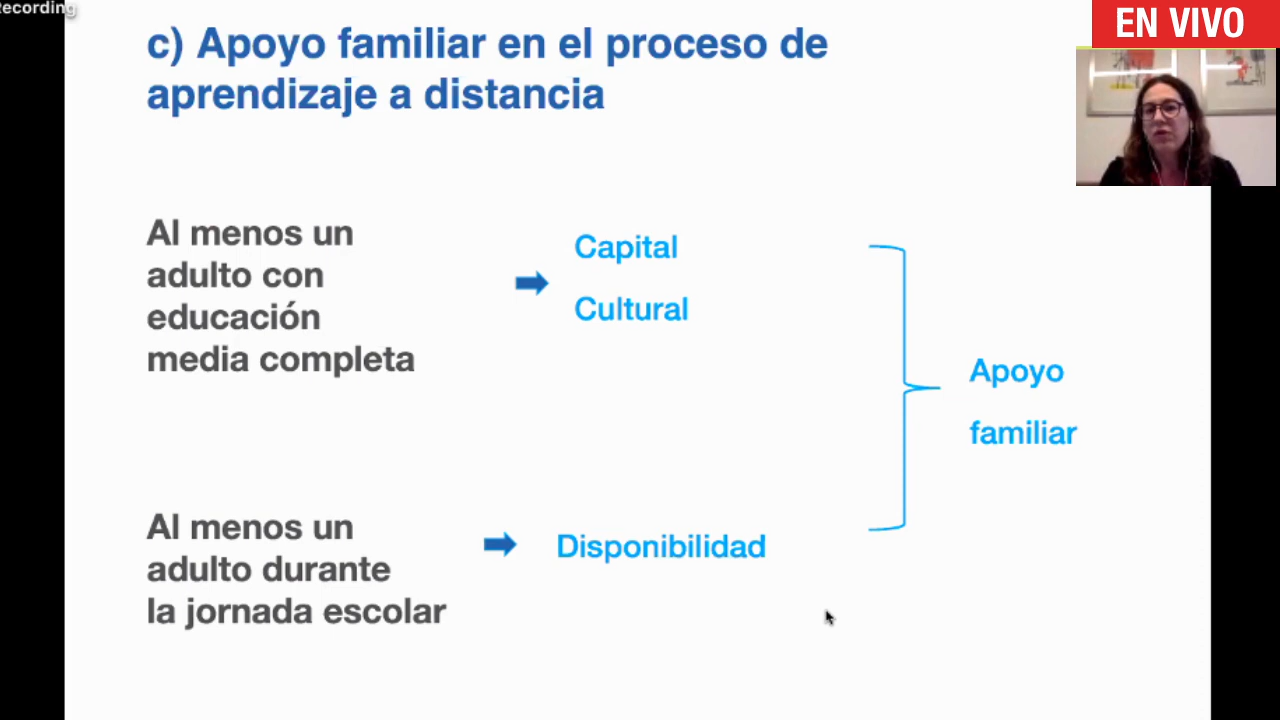 Recording
EN VIVO
c) Apoyo familiar en el proceso de
aprendizaje a distancia
Al menos un
adulto con
educación
media completa
Capital
Cultural
Apoyo
familiar
Al menos un
adulto durante
la jornada escolar
Disponibilidad